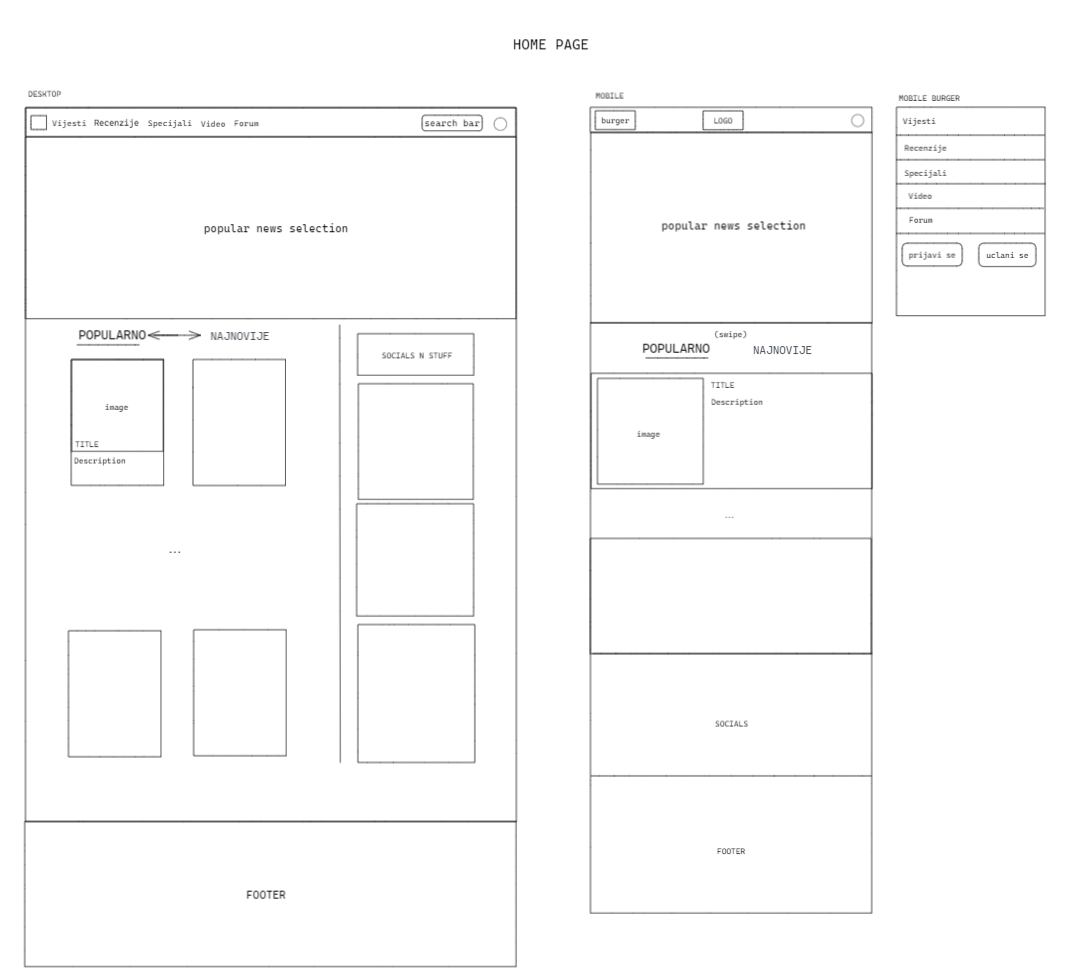 HOME PAGE
DESKTOP
Vijesti Recenzije Specijali Video Forum search bar
popular news selection
POPULARNO NAJNOVIJE
SOCIALS N STUFF
image
TITLE
Description
...
FOOTER
MOBILE
burger LOGO
popular news selection
(swipe)
POPULARNO NAJNOVIJE
image
TITLE
Description
...
SOCIALS
FOOTER
MOBILE BURGER
Vijesti
Recenzije
Specijali
Video
Forum
prijavi se uclani se